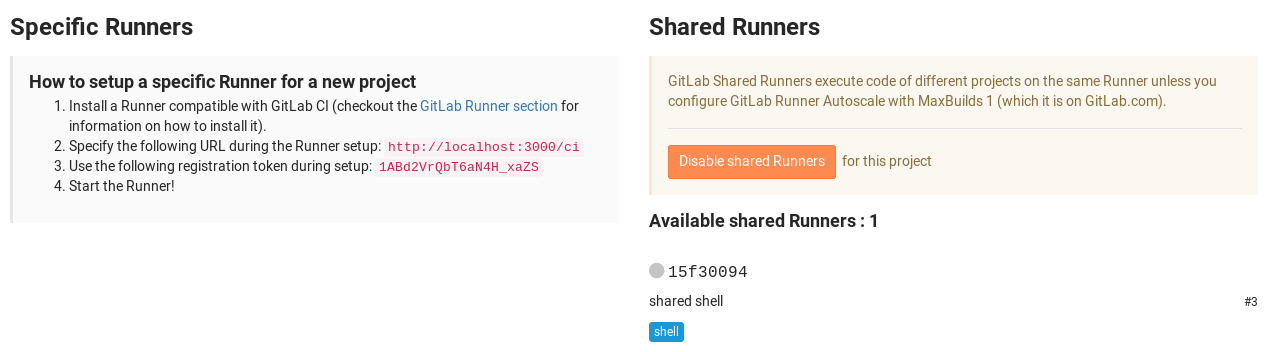 Specific Runners
How to setup a specific Runner for a new project
1. Install a Runner compatible with GitLab CI (checkout the GitLab Runner section for
information on how to install it).
2. Specify the following URL during the Runner setup: http://localhost:3000/ci
3. Use the following registration token during setup: 1ABd2VrQbT6aN4H_xaZS
4. Start the Runner!
Shared Runners
GitLab Shared Runners execute code of different projects on the same Runner unless you
configure GitLab Runner Autoscale with MaxBuilds 1 (which it is on GitLab.com).
Disable shared Runners for this project
Available shared Runners : 1
15f30094
shared shell #3
shell